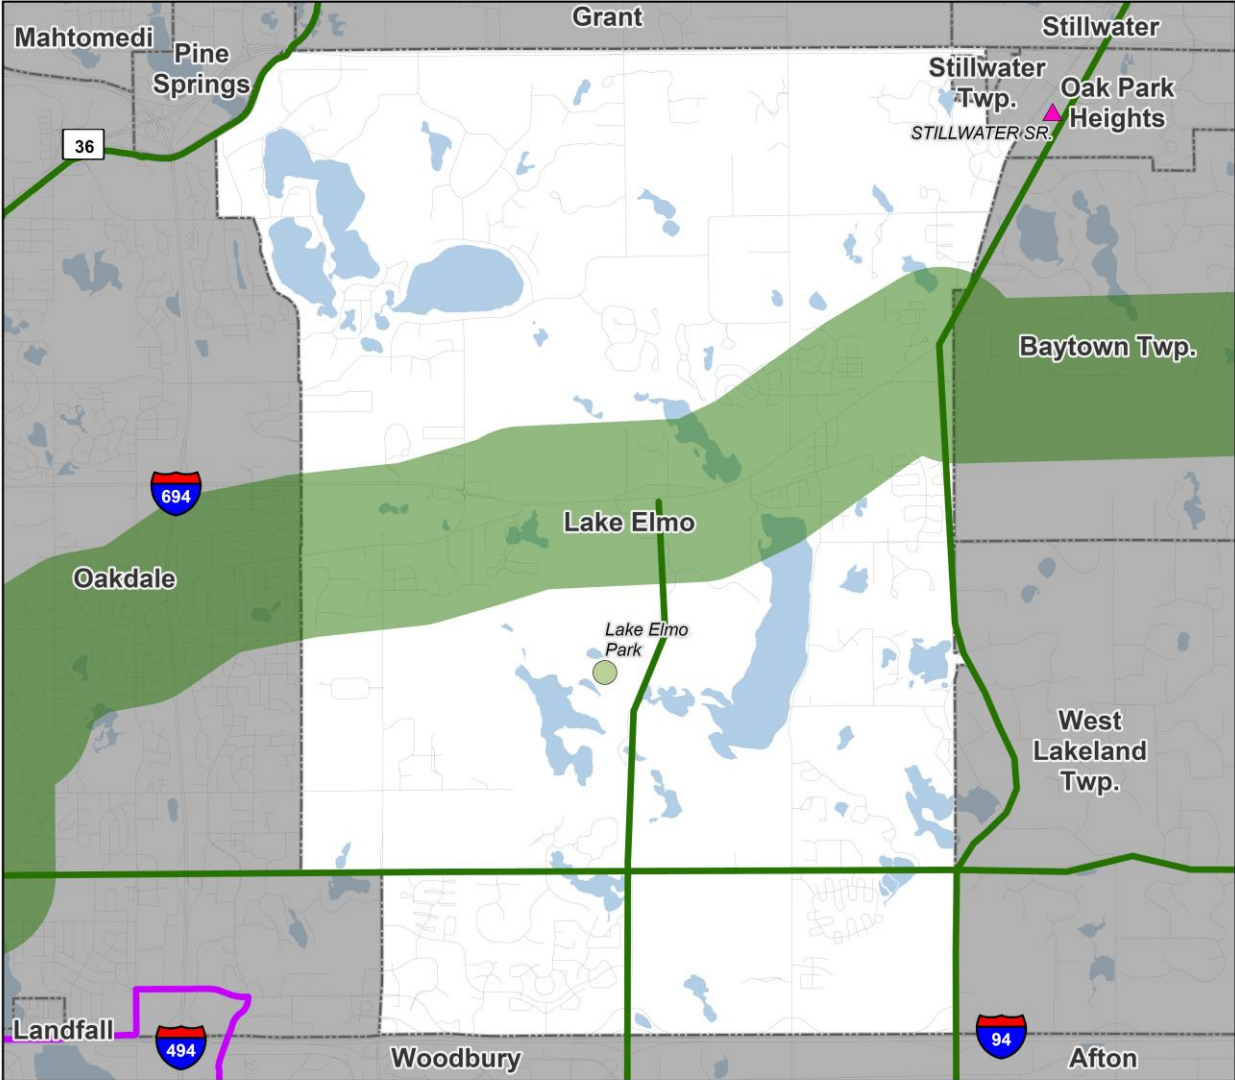 Grant
Stillwater
Mahtomedi
Pine
Springs
Stillwater
Twp.
Oak Park
Heights
STILLWATER SR.
36
Baytown Twp.
694
Lake Elmo
Oakdale
Lake Elmo
Park
West
Lakeland
Twp.
Landfall
494
94
Woodbury
Afton